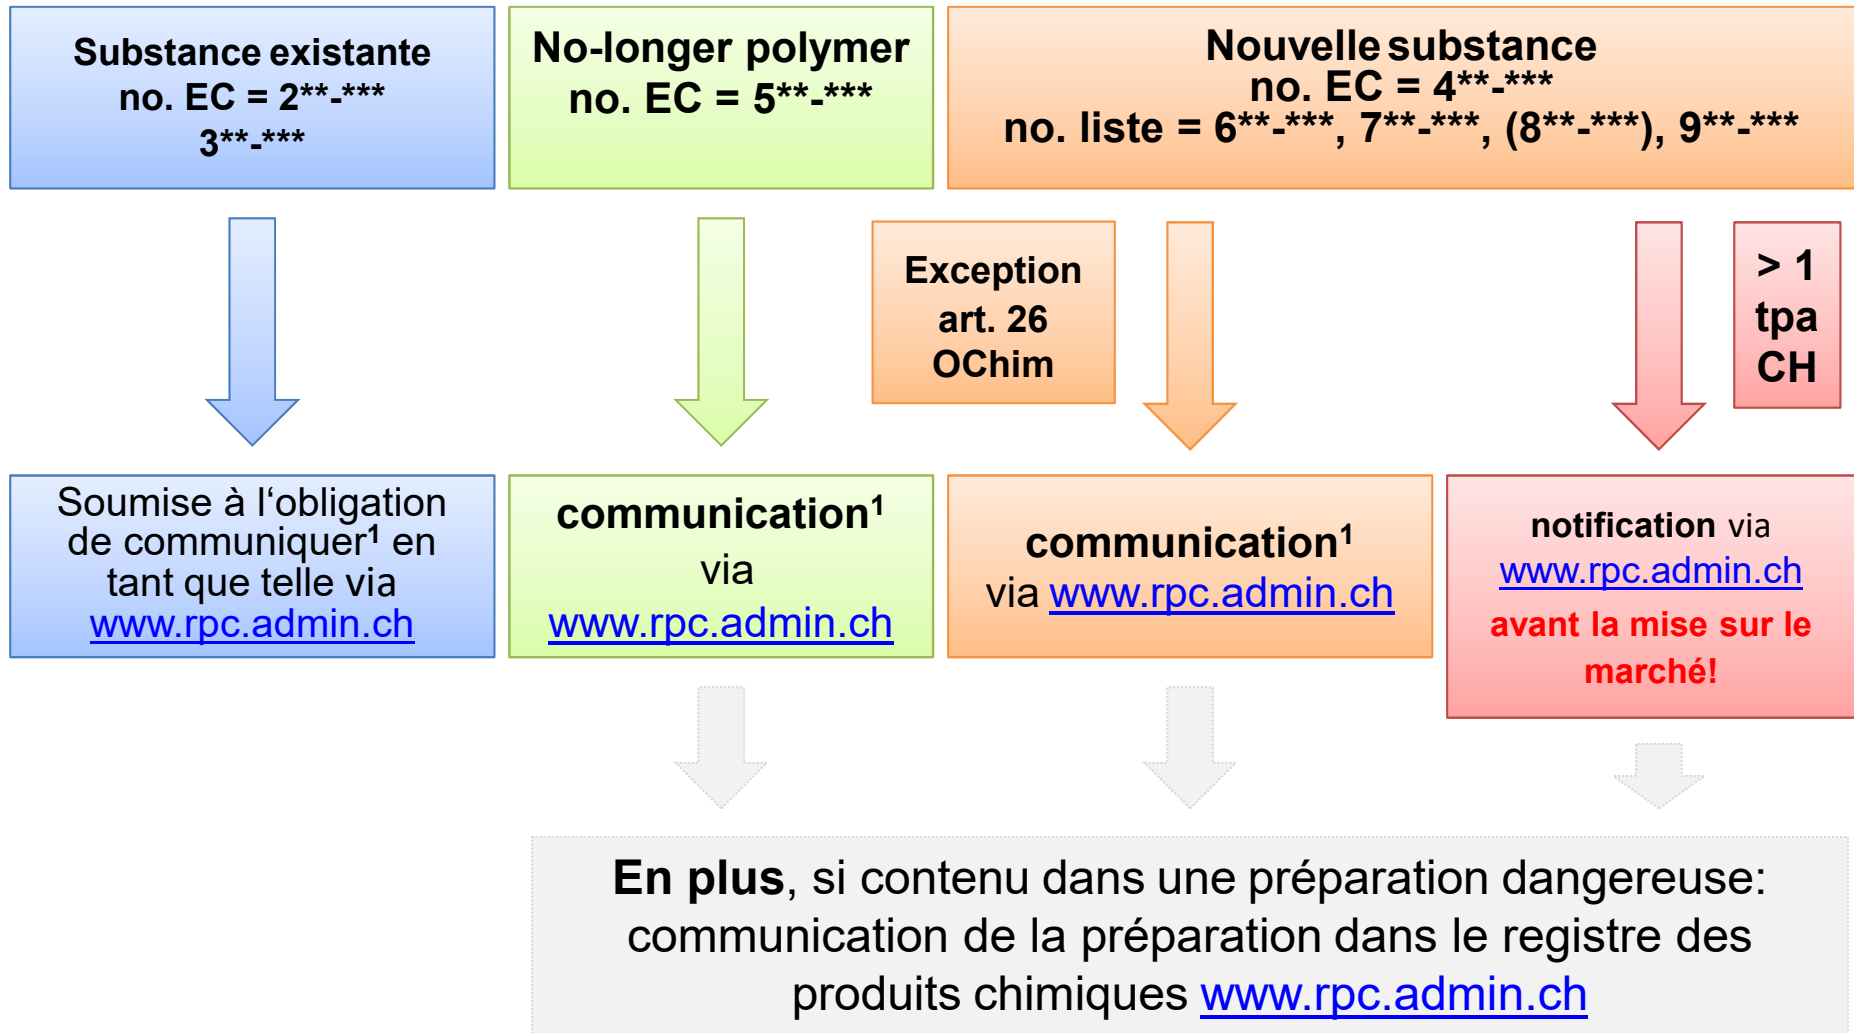 Substance existante
no. EC = 2**-***
3**-***
No-longer polymer
no. EC = 5**-***
Nouvelle substance
no. EC = 4**-***
no. liste = 6**-***, 7**-***, (8**-***), 9**-***
Exception
art. 26
OChim
> 1
tpa
CH
Soumise à l‘obligation
de communiquer¹ en
tant que telle via
www.rpc.admin.ch
communication¹
via
www.rpc.admin.ch
communication¹
via www.rpc.admin.ch
notification via
www.rpc.admin.ch
avant la mise sur le
marché!
En plus, si contenu dans une préparation dangereuse:
communication de la préparation dans le registre des
produits chimiques www.rpc.admin.ch